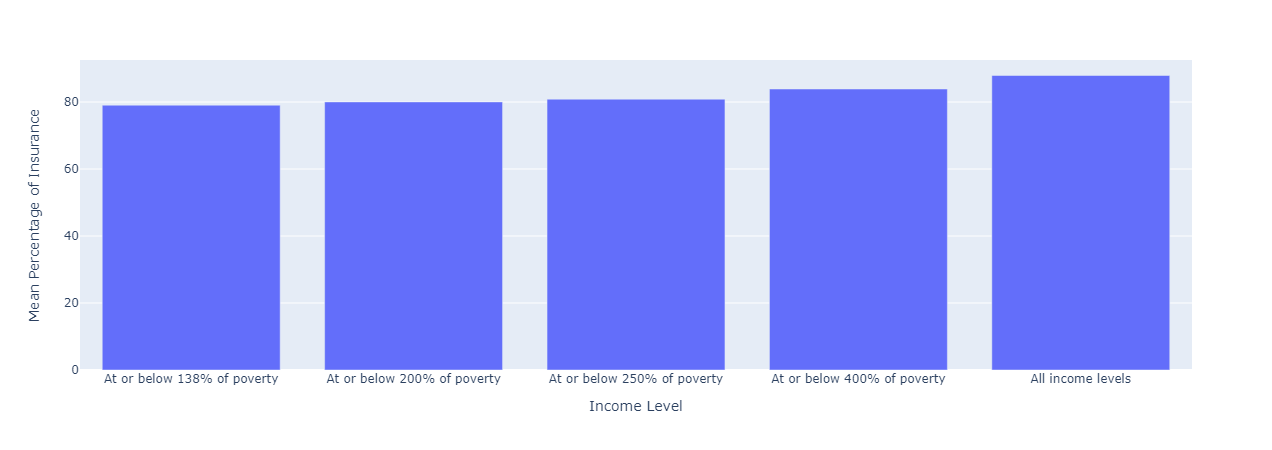 Mean Percentage of Insurance
80
60
40
20
0
At or below 138% of poverty
At or below 200% of poverty
At or below 250% of poverty
At or below 400% of poverty
All income levels
Income Level